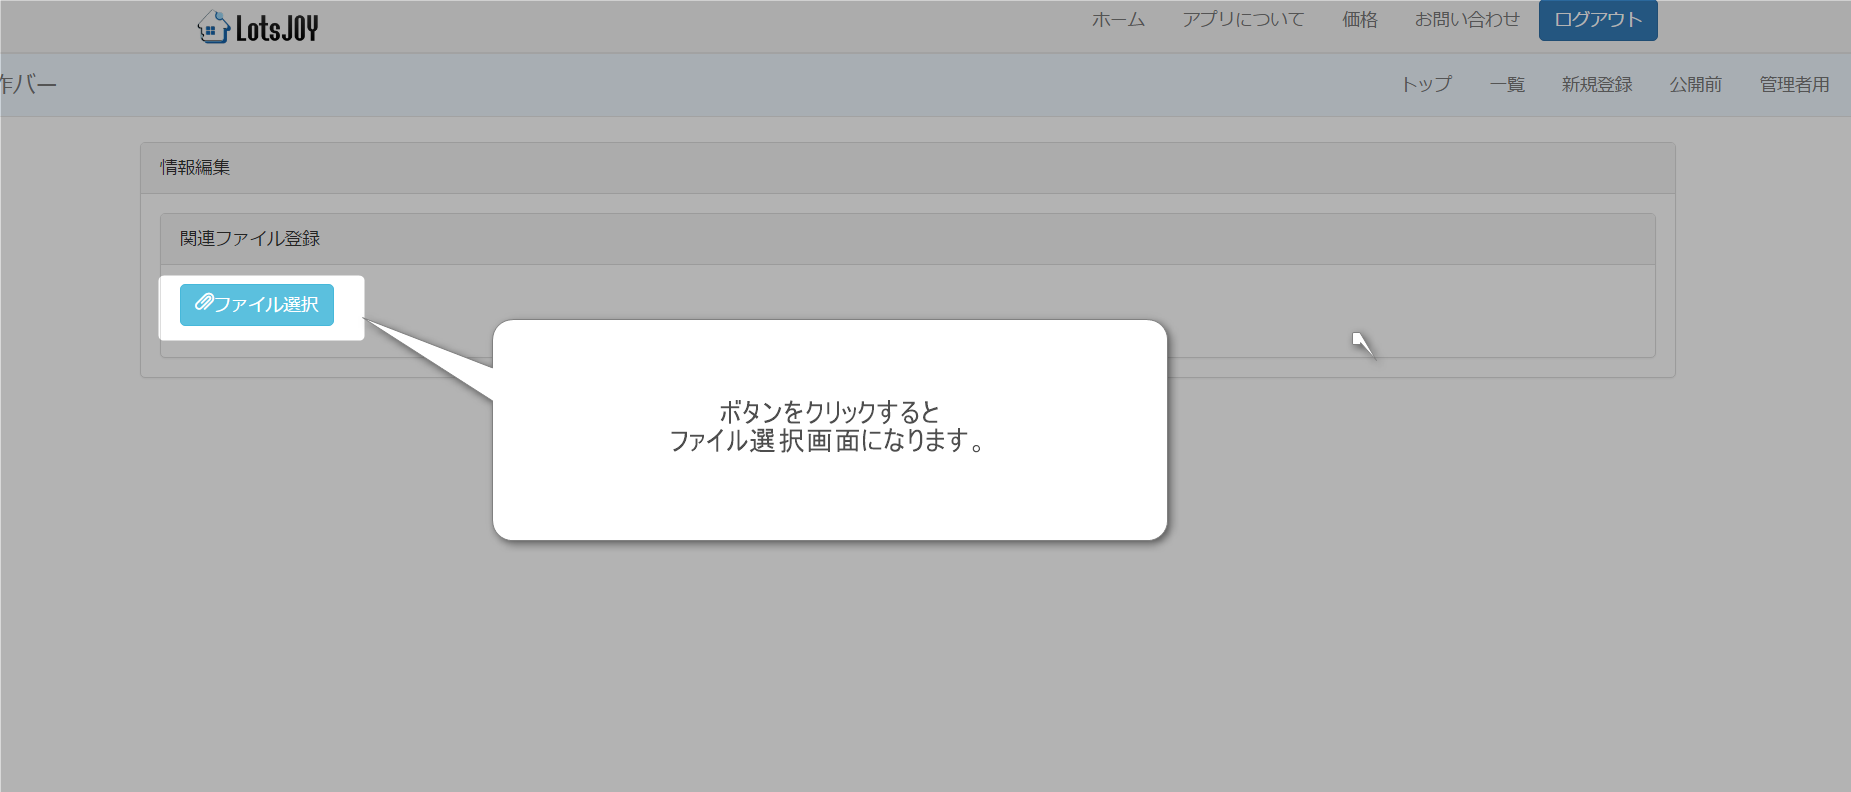 LotsJOY
ホーム アプリについて 価格 お問い合わせ ログアウト
作バー
トップ 一覧 新規登録 公開前 管理者用
情報編集
関連ファイル登録
ファイル選択
ボタンをクリックすると
ファイル選択画面になります。